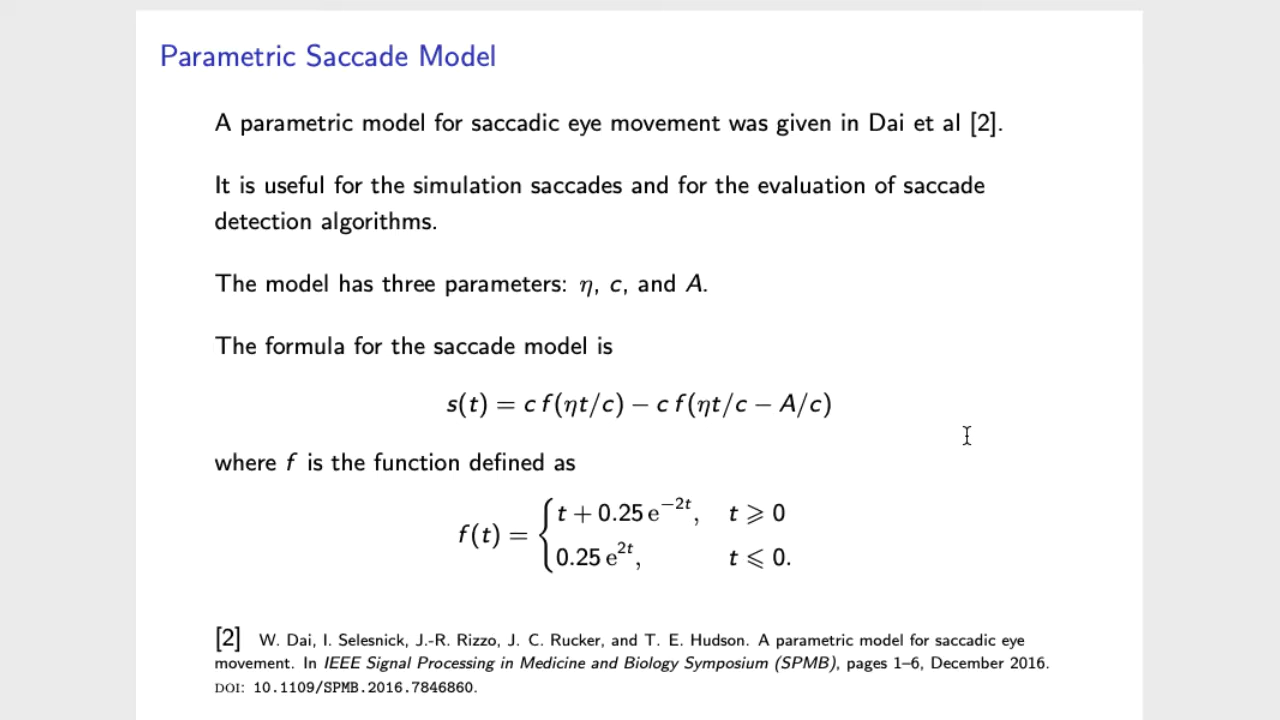 Parametric Saccade Model
A parametric model for saccadic eye movement was given in Dai et al [2].
It is useful for the simulation saccades and for the evaluation of saccade
detection algorithms.
The model has three parameters: η, c, and A.
The formula for the saccade model is
s(t) = c f(ηt/c) − c f(ηt/c − A/c)
where f is the function defined as
f(t) = { t + 0.25 e^{−2t}, t ⩾ 0
0.25 e^{2t}, t ⩽ 0.
[2] W. Dai, I. Selesnick, J.-R. Rizzo, J. C. Rucker, and T. E. Hudson. A parametric model for saccadic eye
movement. In IEEE Signal Processing in Medicine and Biology Symposium (SPMB), pages 1–6, December 2016.
DOI: 10.1109/SPMB.2016.7846860.